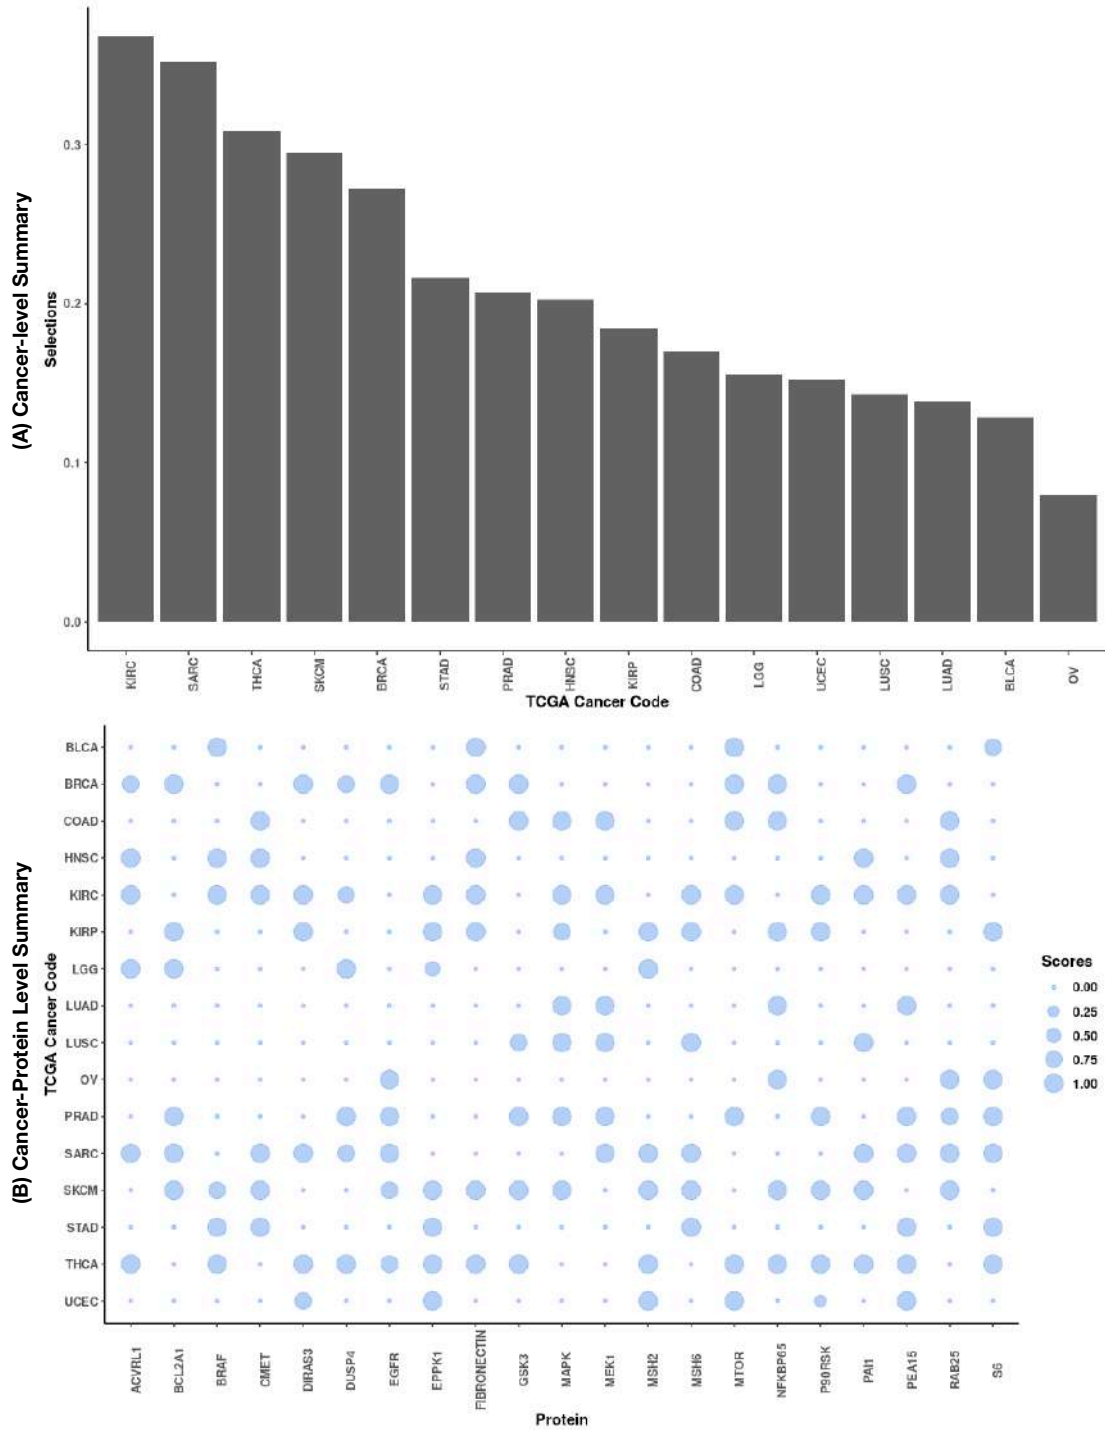 (A) Cancer-level Summary
Selections
0.3
0.2
0.1
0.0
KIRC SARC THCA SKCM BRCA STAD PRAD HNSC KIRP COAD LGG UCEC LUSC LUAD BLCA OV
TCGA Cancer Code
(B) Cancer-Protein Level Summary
TCGA Cancer Code
BLCA
BRCA
COAD
HNSC
KIRC
KIRP
LGG
LUAD
LUSC
OV
PRAD
SARC
SKCM
STAD
THCA
UCEC
Scores
0.00
0.25
0.50
0.75
1.00
ACVRL1 BCL2A1 BRAF CMET DIRAS3 DUSP4 EGFR EPPK1 FIBRONECTIN GSK3 MAPK MEK1 MSH2 MSH6 MTOR NFKBP65 P90RSK PAI1 PEA15 RAB25 S6
Protein